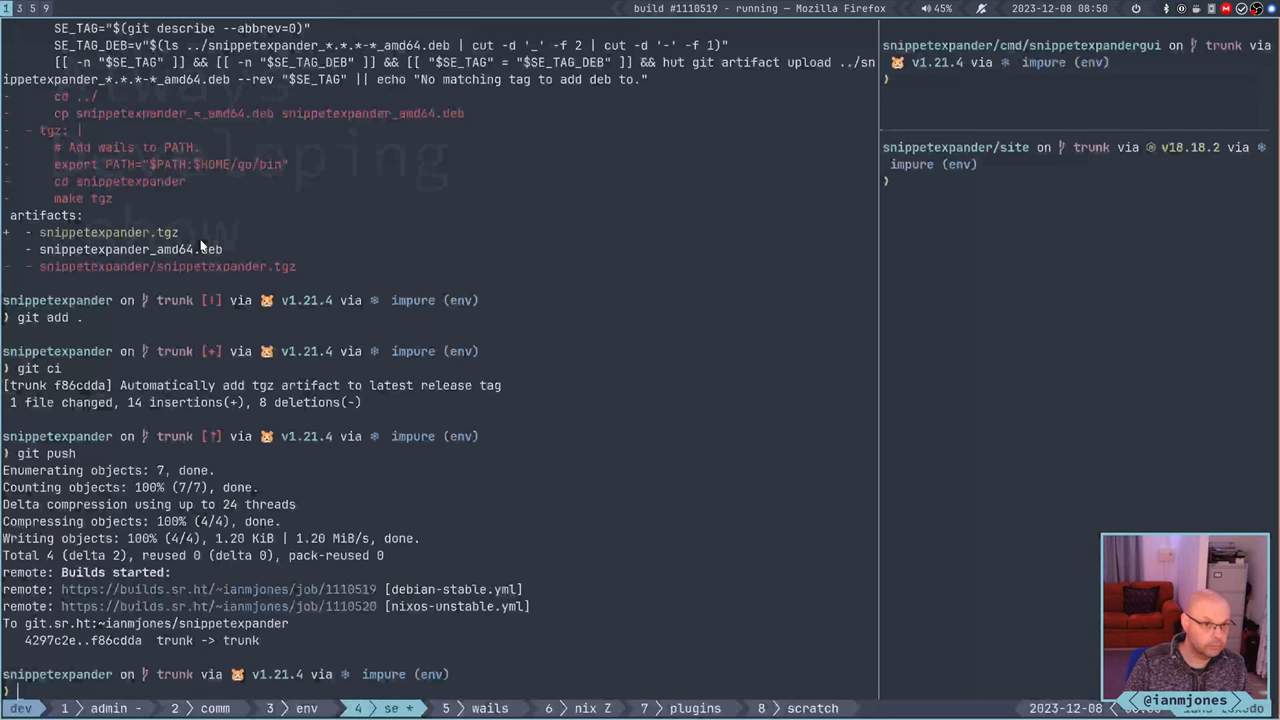 1 3 5 9 build #1110519 - running — Mozilla Firefox 45% 2023-12-08 08:50
SE_TAG="$(git describe --abbrev=0)"
SE_TAG_DEB=v"$(ls ../snippetexpander_*.*.*-*_amd64.deb | cut -d '_' -f 2 | cut -d '-' -f 1)"
[[ -n "$SE_TAG" ]] && [[ -n "$SE_TAG_DEB" ]] && [[ "$SE_TAG" = "$SE_TAG_DEB" ]] && hut git artifact upload ../sn
ippetexpander_*.*.*-*_amd64.deb --rev "$SE_TAG" || echo "No matching tag to add deb to."
- cd ../
- cp snippetexpander_*_amd64.deb snippetexpander_amd64.deb
- - tgz: |
- # Add wails to PATH.
- export PATH="$PATH:$HOME/go/bin"
- cd snippetexpander
- make tgz
artifacts:
+ - snippetexpander.tgz
- snippetexpander_amd64.deb
- - snippetexpander/snippetexpander.tgz
snippetexpander on trunk [!] via 🐹 v1.21.4 via ❄ impure (env)
❯ git add .
snippetexpander on trunk [+] via 🐹 v1.21.4 via ❄ impure (env)
❯ git ci
[trunk f86cdda] Automatically add tgz artifact to latest release tag
1 file changed, 14 insertions(+), 8 deletions(-)
snippetexpander on trunk [⇡] via 🐹 v1.21.4 via ❄ impure (env)
❯ git push
Enumerating objects: 7, done.
Counting objects: 100% (7/7), done.
Delta compression using up to 24 threads
Compressing objects: 100% (4/4), done.
Writing objects: 100% (4/4), 1.20 KiB | 1.20 MiB/s, done.
Total 4 (delta 2), reused 0 (delta 0), pack-reused 0
remote: Builds started:
remote: https://builds.sr.ht/~ianmjones/job/1110519 [debian-stable.yml]
remote: https://builds.sr.ht/~ianmjones/job/1110520 [nixos-unstable.yml]
To git.sr.ht:~ianmjones/snippetexpander
4297c2e..f86cdda trunk -> trunk
snippetexpander on trunk via 🐹 v1.21.4 via ❄ impure (env)
❯
snippetexpander/cmd/snippetexpandergui on trunk via
🐹 v1.21.4 via ❄ impure (env)
❯
snippetexpander/site on trunk via v18.18.2 via ❄
impure (env)
❯
@ianmjones
dev 1 admin - 2 comm 3 env 4 se * 5 wails 6 nix Z 7 plugins 8 scratch 2023-12-08